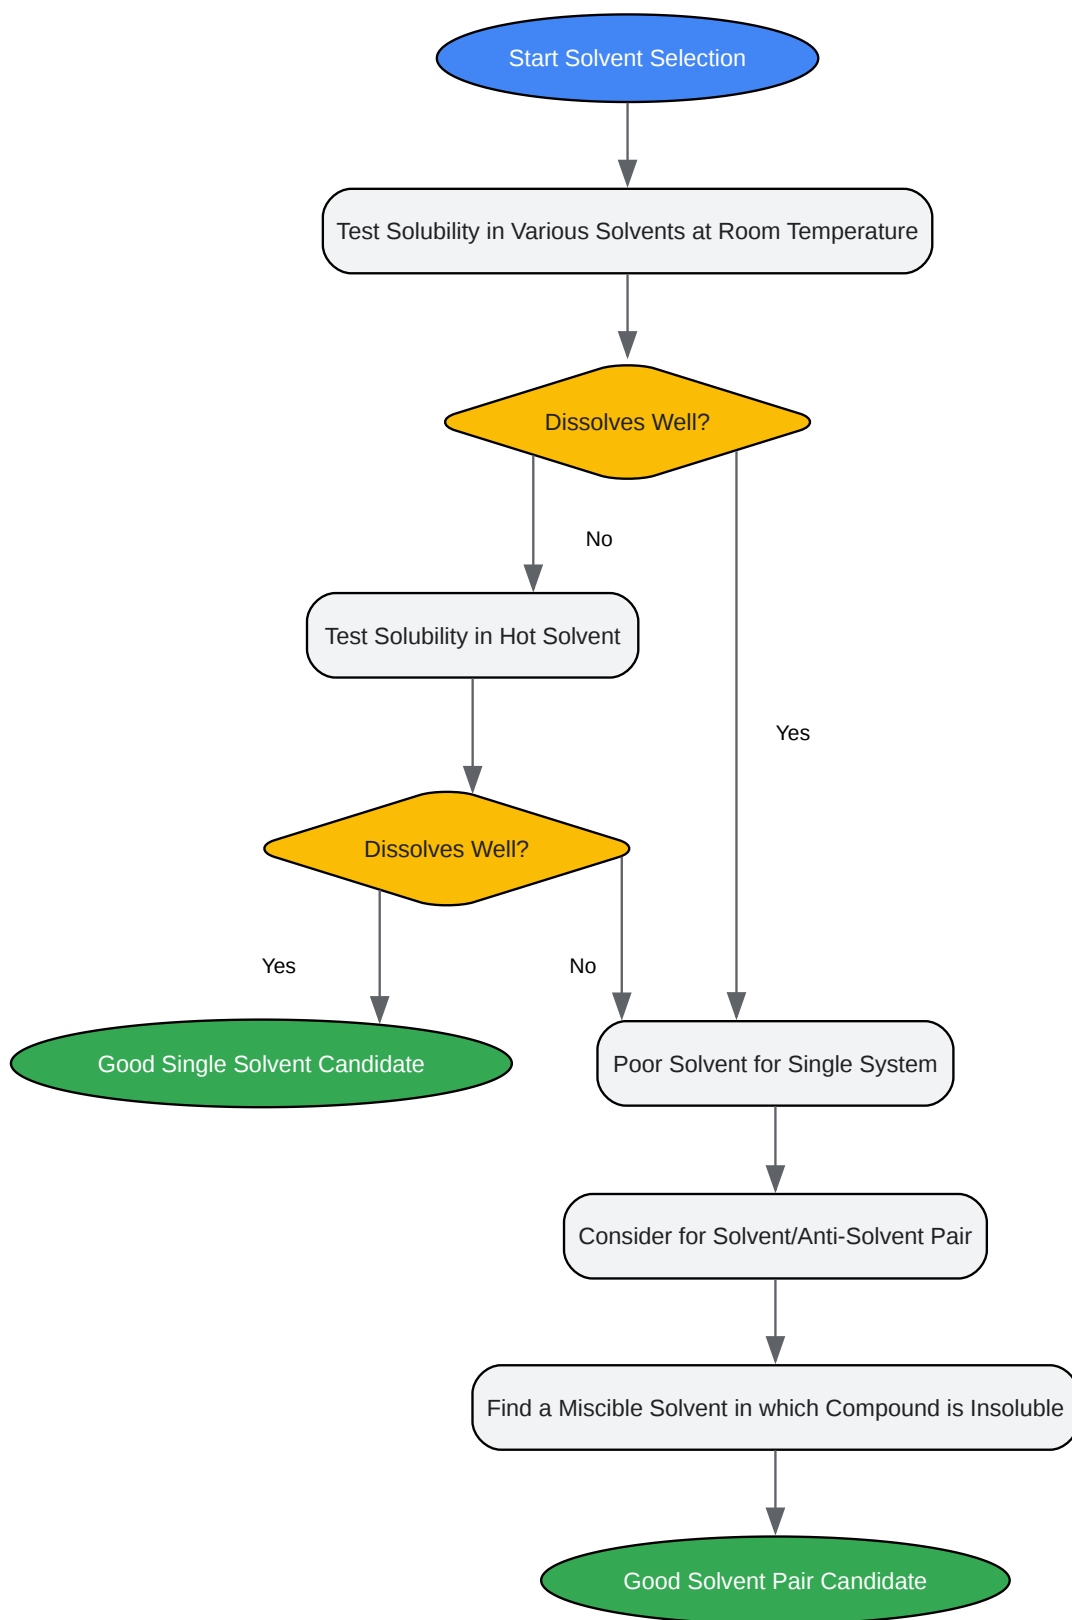 Start Solvent Selection
Test Solubility in Various Solvents at Room Temperature
Dissolves Well?
No
Test Solubility in Hot Solvent
Yes
Dissolves Well?
Yes
No
Good Single Solvent Candidate
Poor Solvent for Single System
Consider for Solvent/Anti-Solvent Pair
Find a Miscible Solvent in which Compound is Insoluble
Good Solvent Pair Candidate